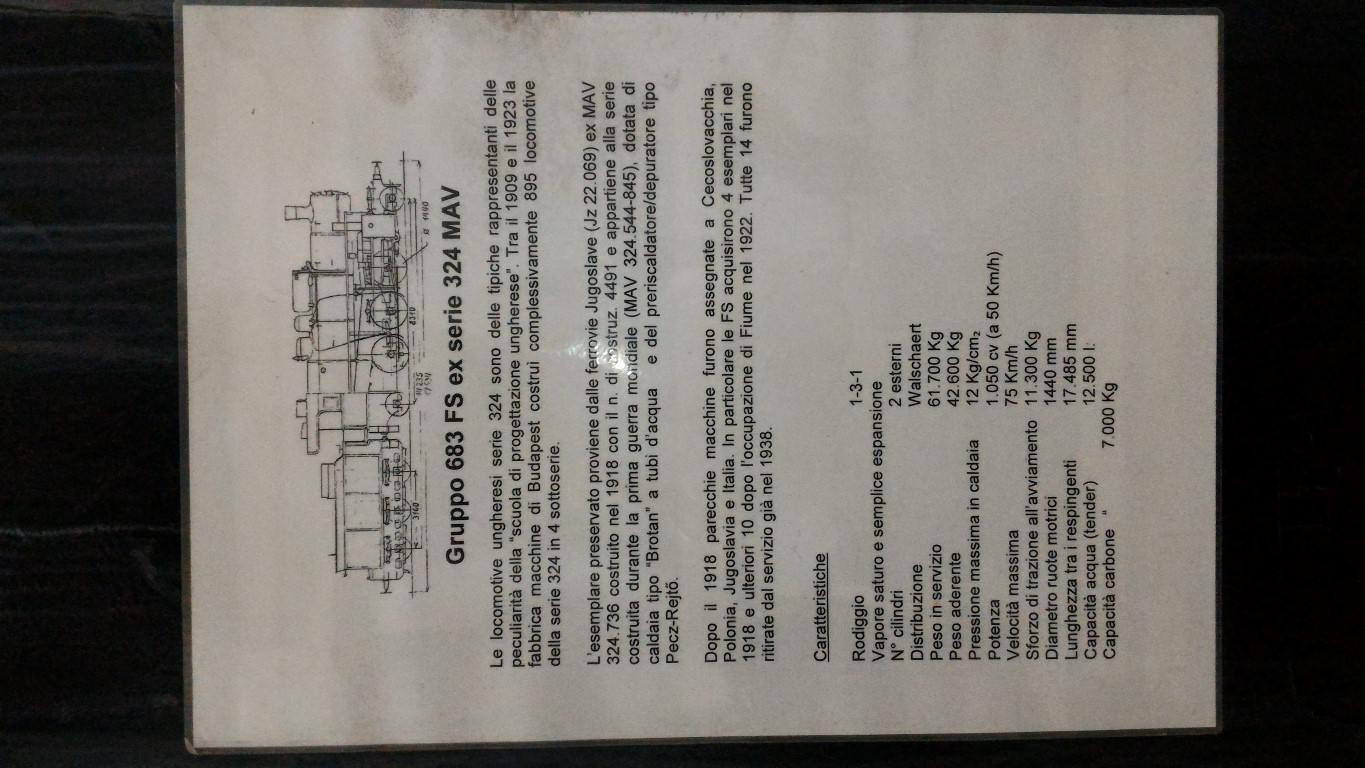 Gruppo 683 FS ex serie 324 MAV
Le locomotive ungheresi serie 324 sono delle tipiche rappresentanti delle
peculiarità della "scuola di progettazione ungherese". Tra il 1909 e il 1923 la
fabbrica macchine di Budapest costruì complessivamente 895 locomotive
della serie 324 in 4 sottoserie.
L'esemplare preservato proviene dalle ferrovie Jugoslave (Jz 22.069) ex MAV
324.736 costruito nel 1918 con il n. di costruz. 4491 e appartiene alla serie
costruita durante la prima guerra mondiale (MAV 324.544-845), dotata di
caldaia tipo "Brotan" a tubi d'acqua e del preriscaldatore/depuratore tipo
Pecz-Rejtő.
Dopo il 1918 parecchie macchine furono assegnate a Cecoslovacchia,
Polonia, Jugoslavia e Italia. In particolare le FS acquisirono 4 esemplari nel
1918 e ulteriori 10 dopo l'occupazione di Fiume nel 1922. Tutte 14 furono
ritirate dal servizio già nel 1938.
Caratteristiche
Rodiggio 1-3-1
Vapore saturo e semplice espansione
N° cilindri 2 esterni
Distribuzione Walschaert
Peso in servizio 61.700 Kg
Peso aderente 42.600 Kg
Pressione massima in caldaia 12 Kg/cm₂
Potenza 1.050 cv (a 50 Km/h)
Velocità massima 75 Km/h
Sforzo di trazione all'avviamento 11.300 Kg
Diametro ruote motrici 1440 mm
Lunghezza tra i respingenti 17.485 mm
Capacità acqua (tender) 12.500 l:
Capacità carbone " 7.000 Kg